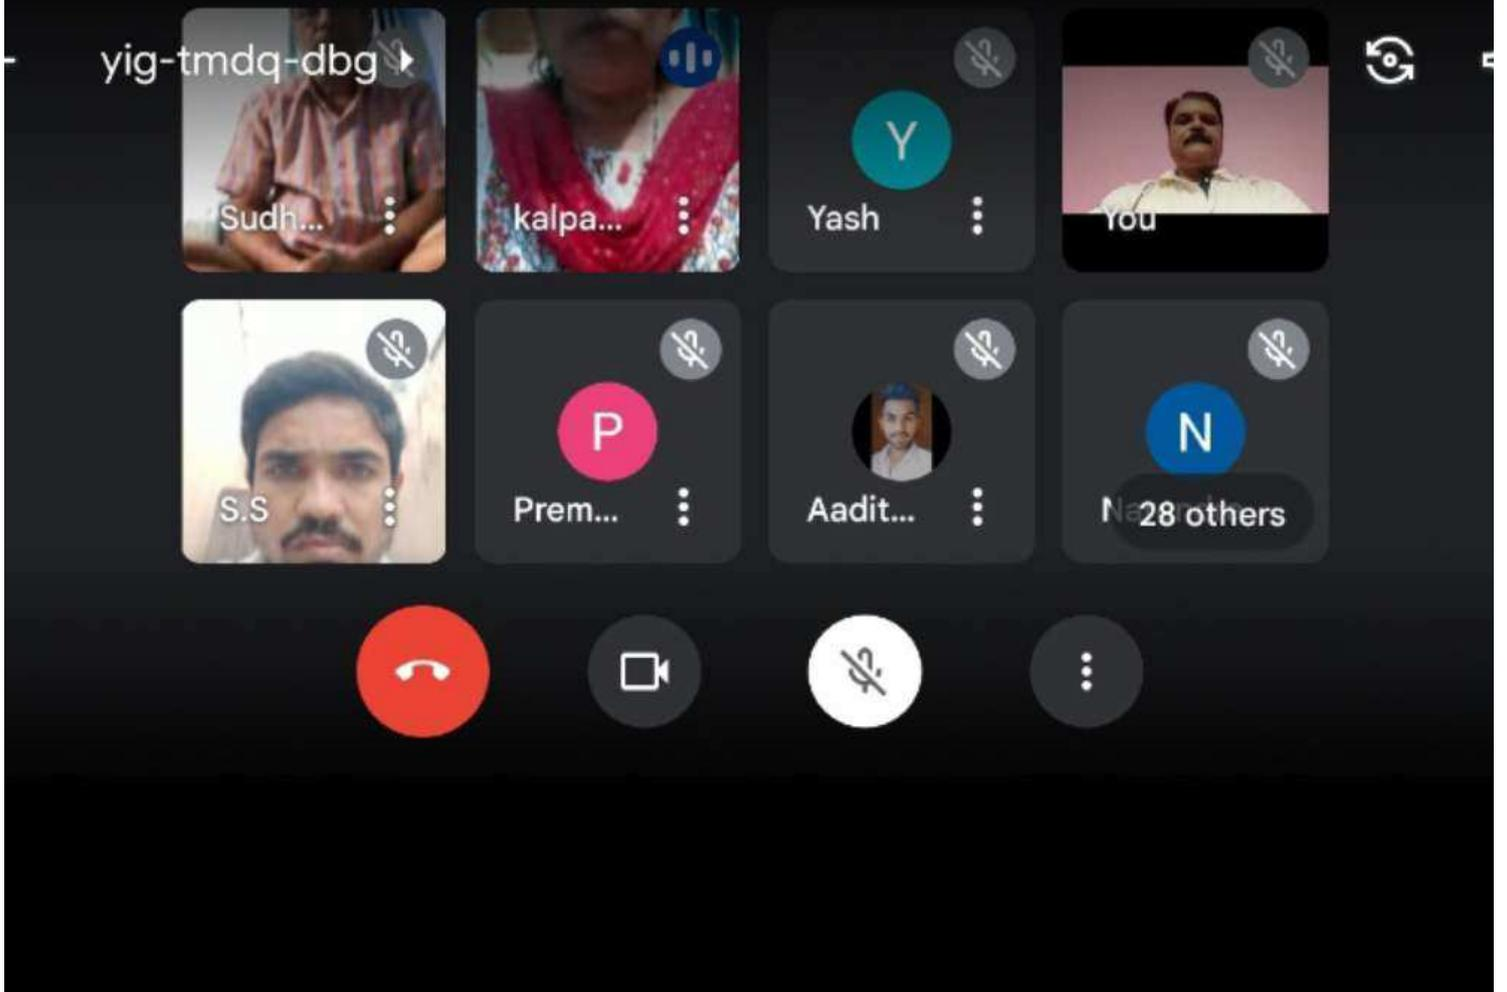 yig-tmdq-dbg
Sudh...
kalpa...
Y
Yash
You
S.S
P
Prem...
Aadit...
N
28 others